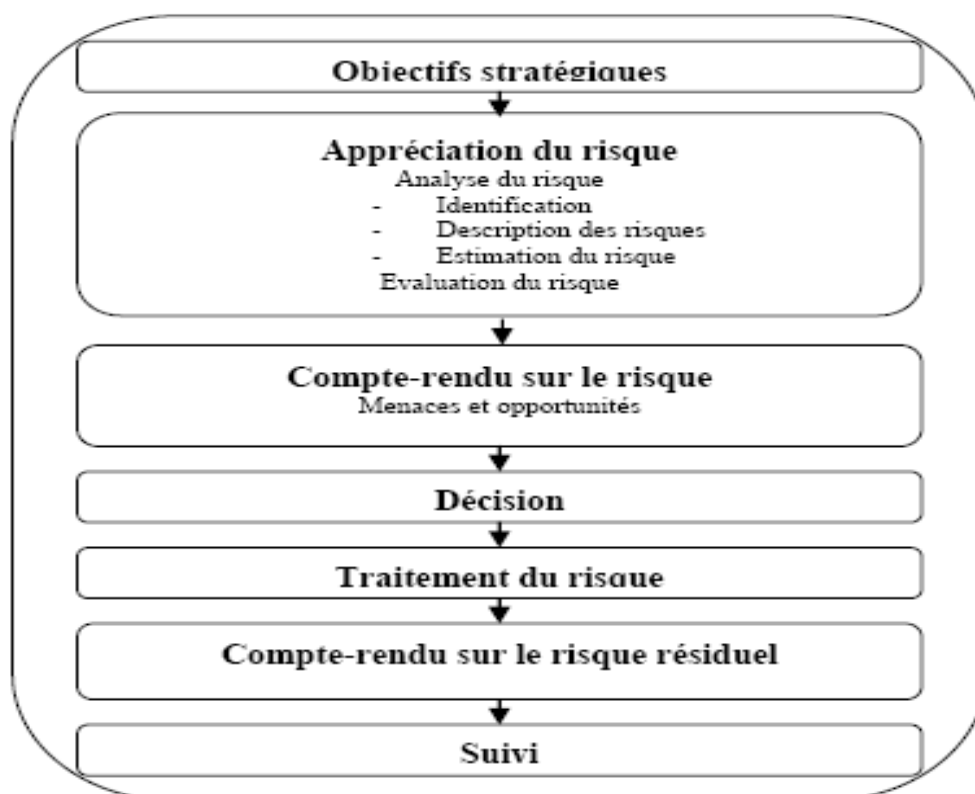 Objectifs stratégiques
Appréciation du risque
Analyse du risque
- Identification
- Description des risques
- Estimation du risque
Evaluation du risque
Compte-rendu sur le risque
Menaces et opportunités
Décision
Traitement du risque
Compte-rendu sur le risque résiduel
Suivi